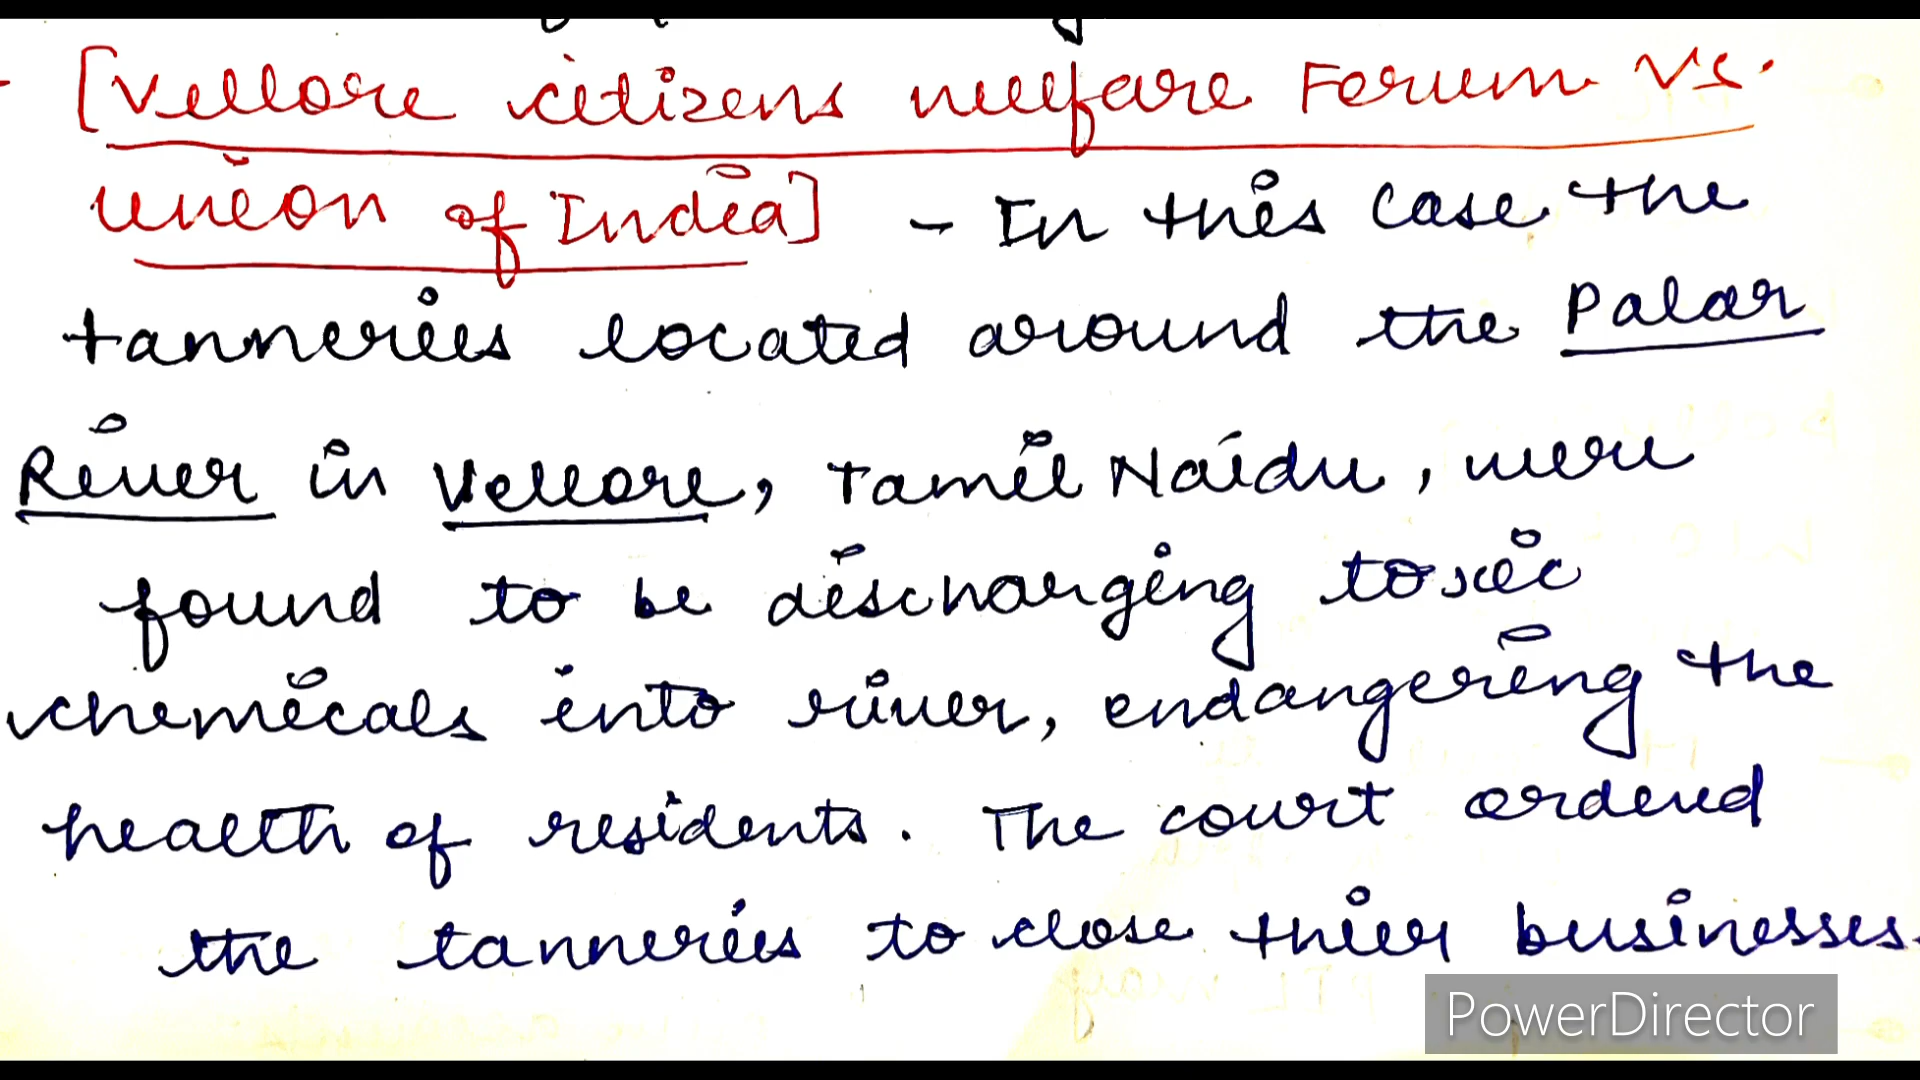 [Vellore citizens welfare Forum Vs.
union of India] - In this case the
tanneries located around the Palar
River in Vellore, Tamil Naidu, were
found to be discharging toxic
chemicals into river, endangering the
health of residents. The court ordered
the tanneries to close thier businesses.
PowerDirector